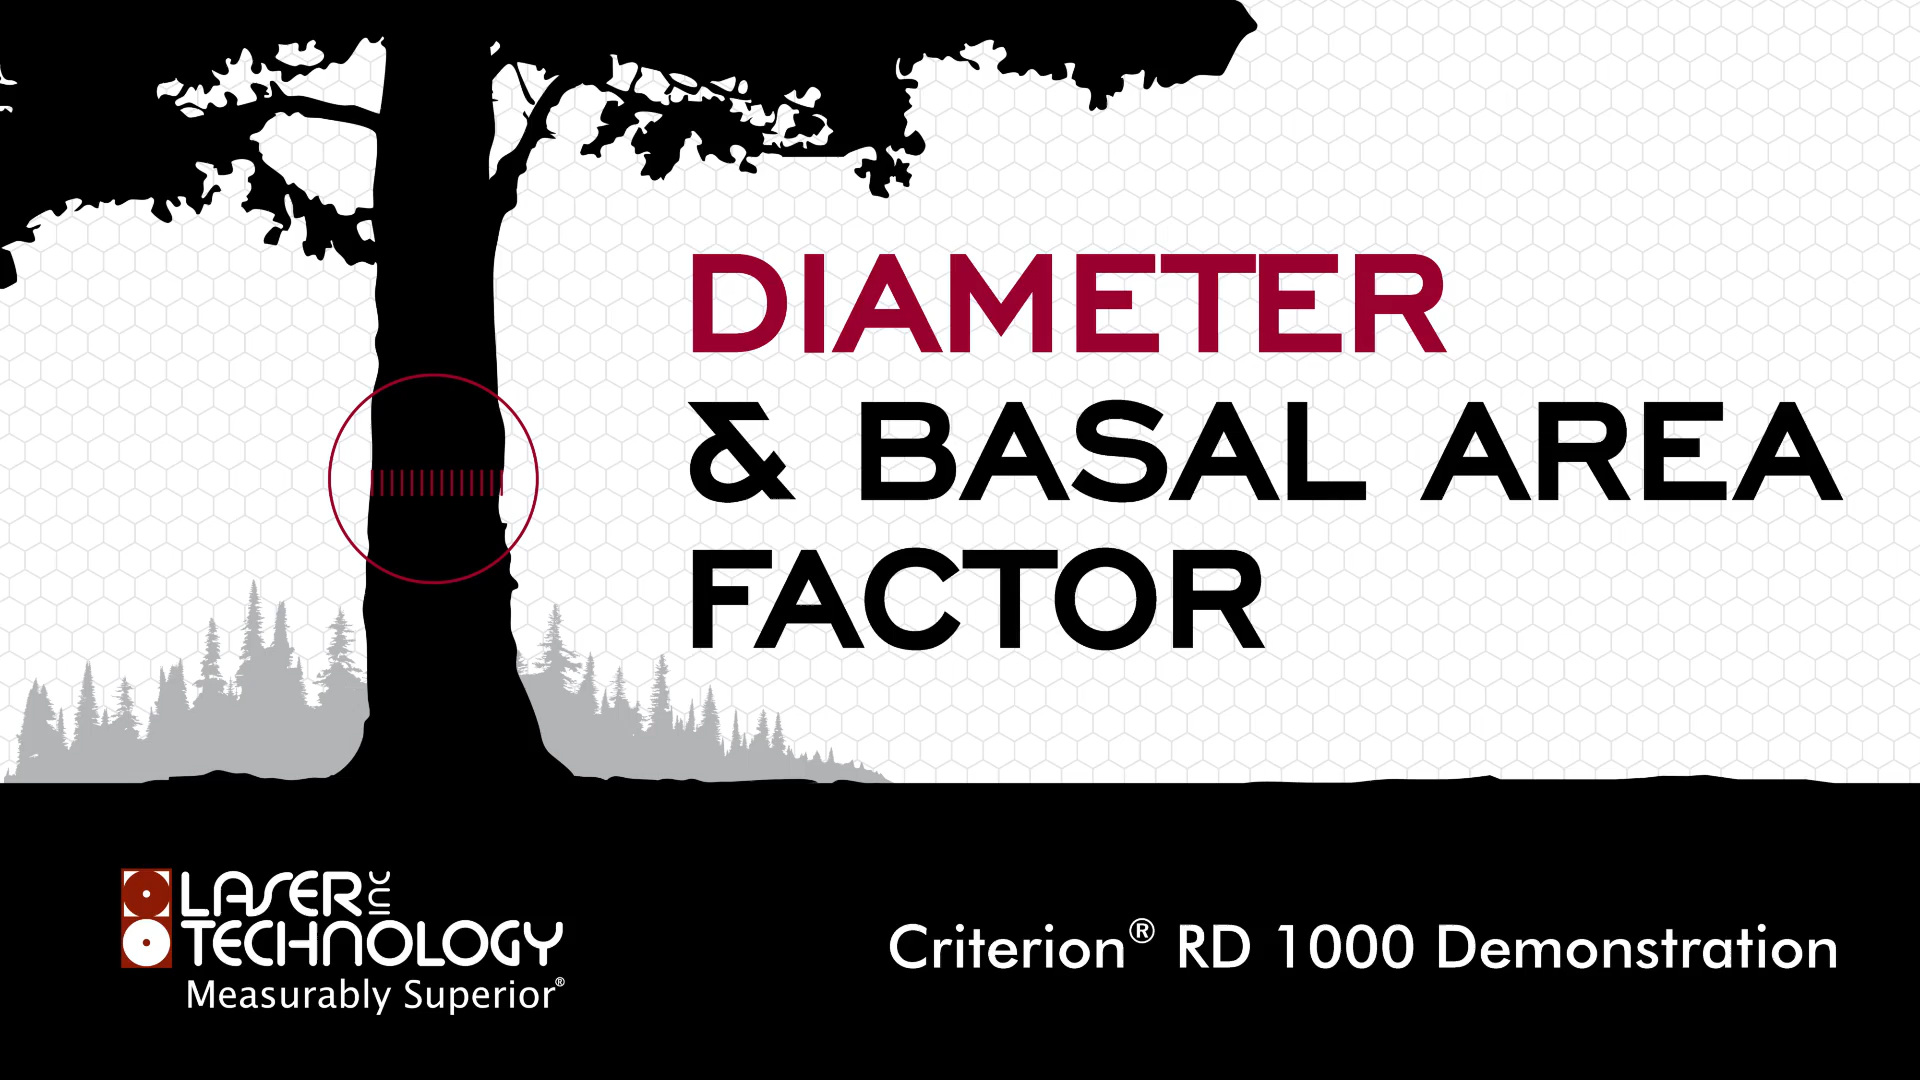 DIAMETER
& BASAL AREA
FACTOR
LASER INC
TECHNOLOGY
Measurably Superior®
Criterion® RD 1000 Demonstration